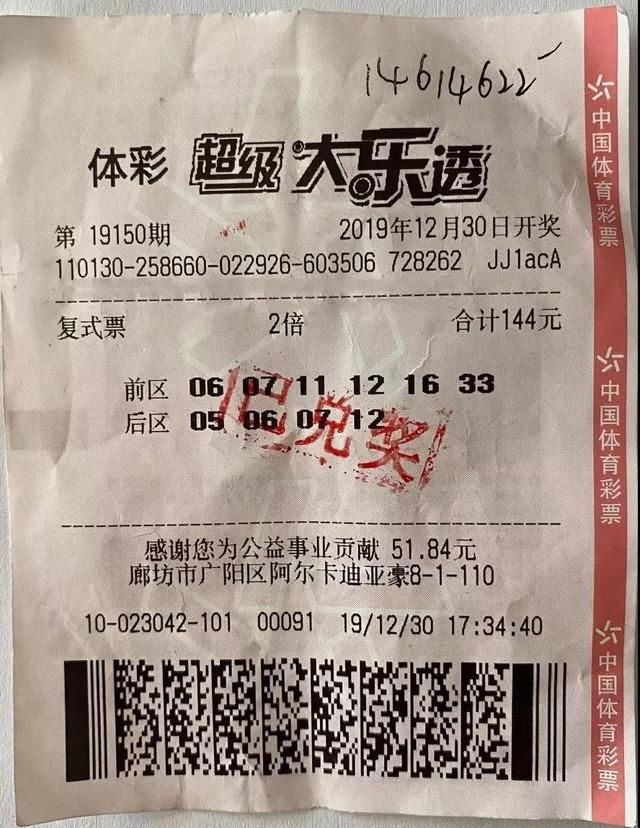 14614622
体彩 超级大乐透
第 19150期 2019年12月30日开奖
110130-258660-022926-603506 728262 JJ1acA
复式票 2倍 合计144元
前区 06 07 11 12 16 33
后区 05 06 07 12
已兑奖
感谢您为公益事业贡献 51.84元
廊坊市广阳区阿尔卡迪亚豪8-1-110
10-023042-101 00091 19/12/30 17:34:40
中国体育彩票
中国体育彩票
中国体育彩票